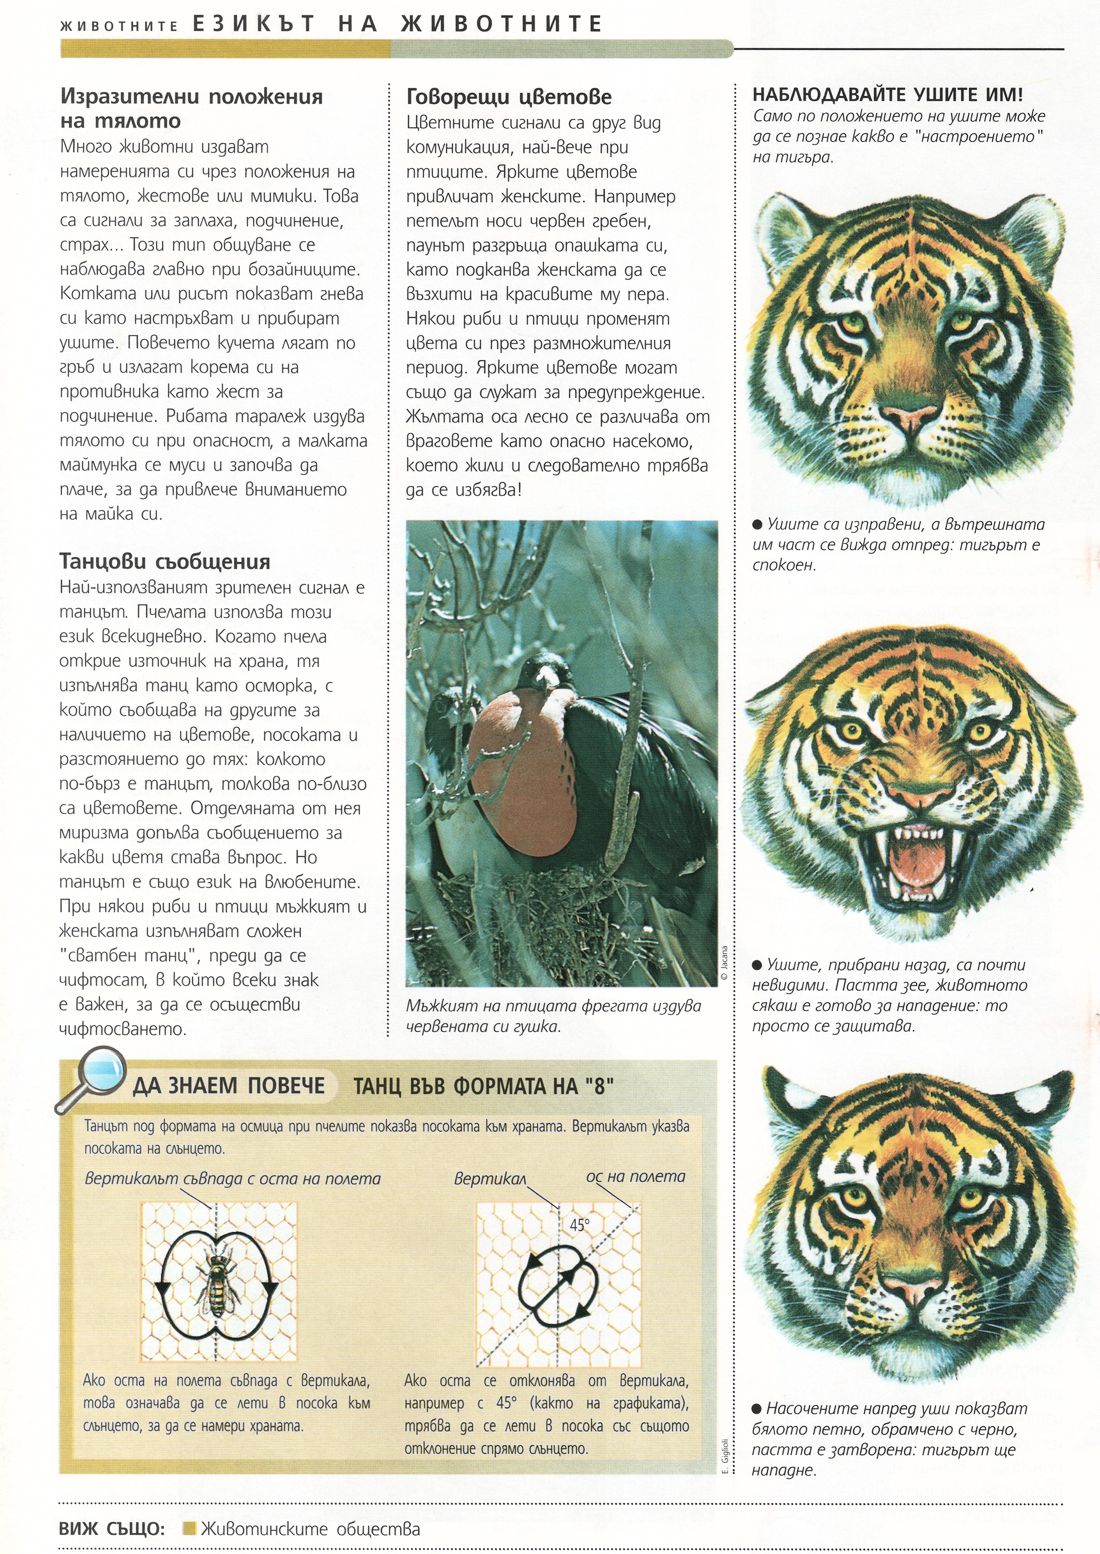 ЖИВОТНИТЕ ЕЗИКЪТ НА ЖИВОТНИТЕ
Изразителни положения
на тялото
Много животни издават
намеренията си чрез положения на
тялото, жестове или мимики. Това
са сигнали за заплаха, подчинение,
страх... Този тип общуване се
наблюдава главно при бозайниците.
Котката или рисът показват гнева
си като настръхват и прибират
ушите. Повечето кучета лягат по
гръб и излагат корема си на
противника като жест за
подчинение. Рибата таралеж издува
тялото си при опасност, а малката
маймунка се муси и започва да
плаче, за да привлече вниманието
на майка си.
Танцови съобщения
Най-използваният зрителен сигнал е
танцът. Пчелата използва този
език всекидневно. Когато пчела
открие източник на храна, тя
изпълнява танц като осморка, с
който съобщава на другите за
наличието на цветове, посоката и
разстоянието до тях: колкото
по-бърз е танцът, толкова по-близо
са цветовете. Отделяната от нея
миризма допълва съобщението за
какви цветя става въпрос. Но
танцът е също език на влюбените.
При някои риби и птици мъжкият и
женската изпълняват сложен
"сватбен танц", преди да се
чифтосат, в който всеки знак
е важен, за да се осъществи
чифтосването.
Говорещи цветове
Цветните сигнали са друг вид
комуникация, най-вече при
птиците. Ярките цветове
привличат женските. Например
петелът носи червен гребен,
паунът разгръща опашката си,
като подканва женската да се
възхити на красивите му пера.
Някои риби и птици променят
цвета си през размножителния
период. Ярките цветове могат
също да служат за предупреждение.
Жълтата оса лесно се различава от
враговете като опасно насекомо,
което жили и следователно трябва
да се избягва!
© Jacana
Мъжкият на птицата фрегата издува
червената си гушка.
НАБЛЮДАВАЙТЕ УШИТЕ ИМ!
Само по положението на ушите може
да се познае какво е "настроението"
на тигъра.
● Ушите са изправени, а вътрешната
им част се вижда отпред: тигърът е
спокоен.
● Ушите, прибрани назад, са почти
невидими. Пастта зее, животното
сякаш е готово за нападение: то
просто се защитава.
● Насочените напред уши показват
бялото петно, обрамчено с черно,
пастта е затворена: тигърът ще
нападне.
ДА ЗНАЕМ ПОВЕЧЕ ТАНЦ ВЪВ ФОРМАТА НА "8"
Танцът под формата на осмица при пчелите показва посоката към храната. Вертикалът указва
посоката на слънцето.
Вертикалът съвпада с оста на полета
Вертикал
ос на полета
45°
Ако оста на полета съвпада с вертикала,
това означава да се лети в посока към
слънцето, за да се намери храната.
Ако оста се отклонява от вертикала,
например с 45° (както на графиката),
трябва да се лети в посока със същото
отклонение спрямо слънцето.
E. Giglioli
ВИЖ СЪЩО: Животинските общества